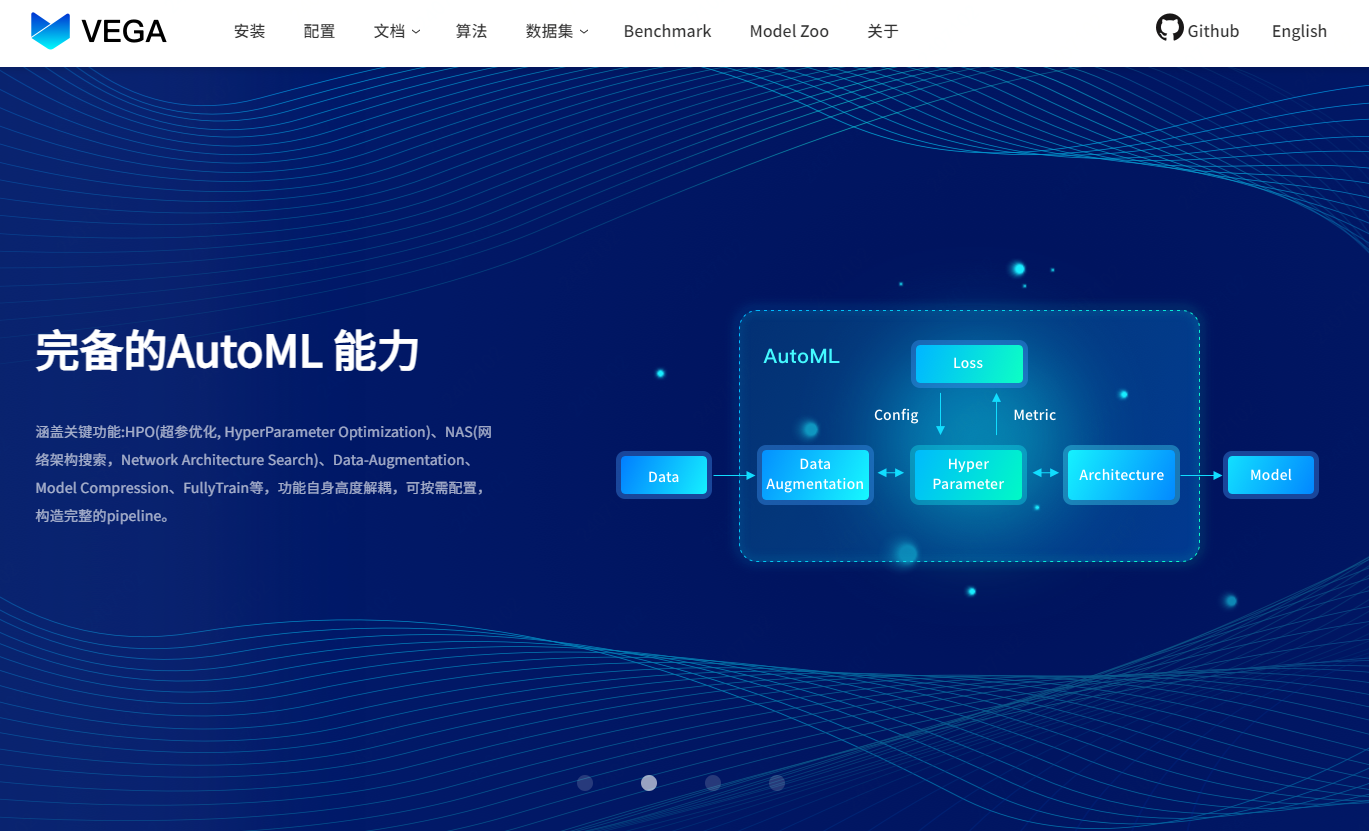 VEGA
安装
配置
文档
算法
数据集
Benchmark
Model Zoo
关于
Github
English
完备的AutoML 能力
涵盖关键功能:HPO(超参优化, HyperParameter Optimization)、NAS(网
络架构搜索，Network Architecture Search)、Data-Augmentation、
Model Compression、FullyTrain等，功能自身高度解耦，可按需配置，
构造完整的pipeline。
AutoML
Loss
Config
Metric
Data
Data
Augmentation
Hyper
Parameter
Architecture
Model